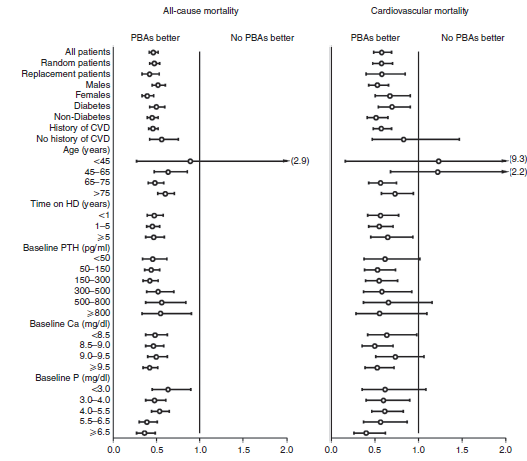 All-cause mortality Cardiovascular mortality
PBAs better No PBAs better PBAs better No PBAs better
All patients
Random patients
Replacement patients
Males
Females
Diabetes
Non-Diabetes
History of CVD
No history of CVD
Age (years)
<45 (2.9) (9.3)
45–65 (2.2)
65–75
>75
Time on HD (years)
<1
1–5
⩾5
Baseline PTH (pg/ml)
<50
50–150
150–300
300–500
500–800
⩾800
Baseline Ca (mg/dl)
<8.5
8.5–9.0
9.0–9.5
⩾9.5
Baseline P (mg/dl)
<3.0
3.0–4.0
4.0–5.5
5.5–6.5
⩾6.5
0.0 0.5 1.0 1.5 2.0 0.0 0.5 1.0 1.5 2.0